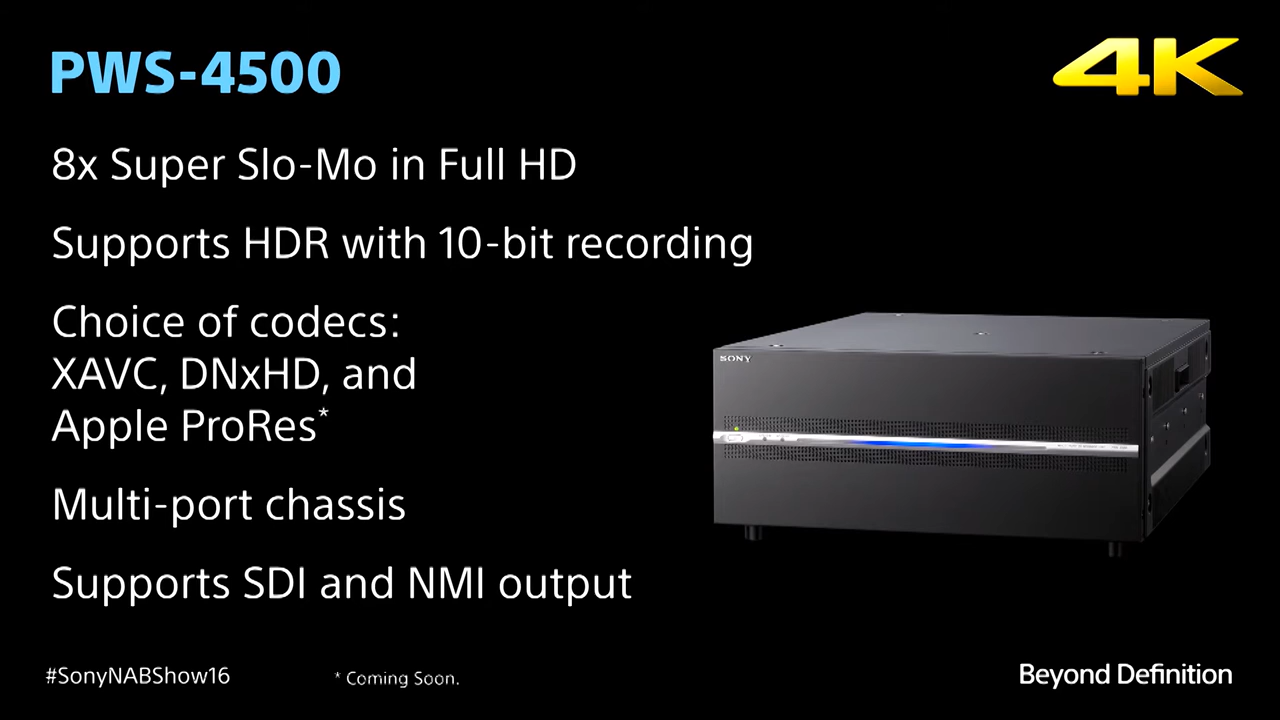 PWS-4500
4K
8x Super Slo-Mo in Full HD
Supports HDR with 10-bit recording
Choice of codecs:
XAVC, DNxHD, and
Apple ProRes*
Multi-port chassis
Supports SDI and NMI output
SONY
#SonyNABShow16
* Coming Soon.
Beyond Definition